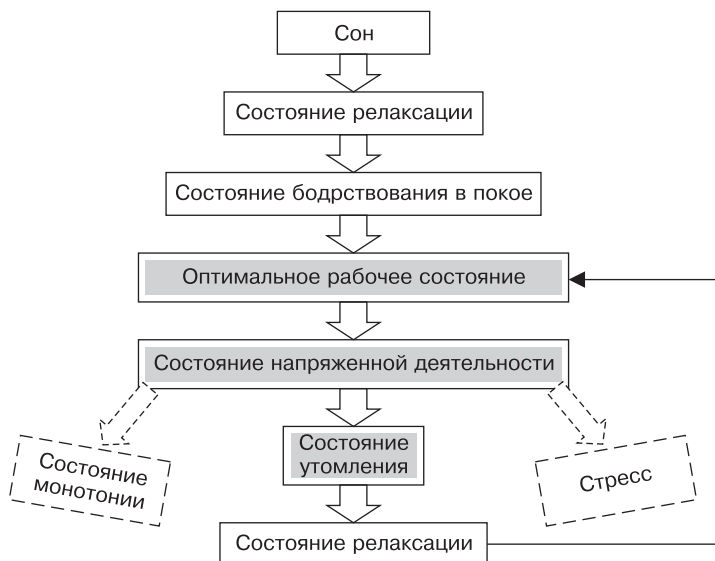 Сон
Состояние релаксации
Состояние бодрствования в покое
Оптимальное рабочее состояние
Состояние напряженной деятельности
Состояние
монотонии
Состояние
утомления
Стресс
Состояние релаксации